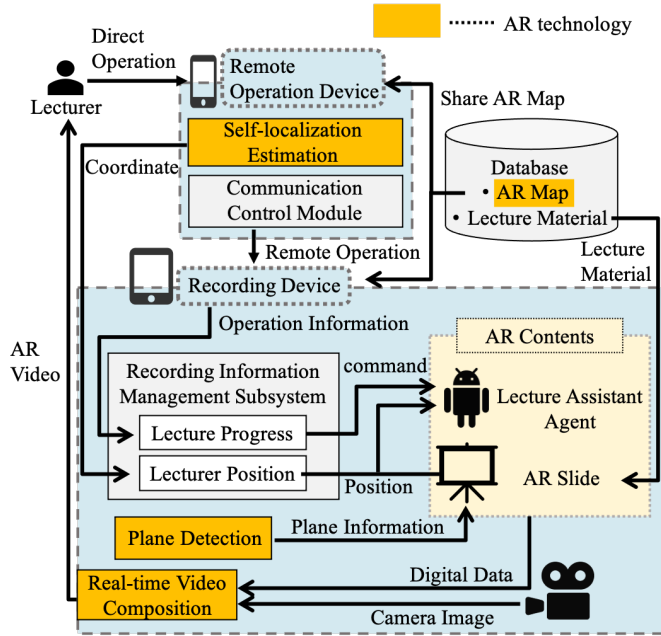 AR technology
Direct
Operation
Lecturer
Remote
Operation Device
Share AR Map
Self-localization
Estimation
Coordinate
Communication
Control Module
Database
• AR Map
• Lecture Material
Remote Operation
Lecture
Material
Recording Device
Operation Information
AR Contents
AR
Video
Recording Information
Management Subsystem
command
Lecture Assistant
Agent
Lecture Progress
Lecturer Position
Position
AR Slide
Plane Detection
Plane Information
Real-time Video
Composition
Digital Data
Camera Image